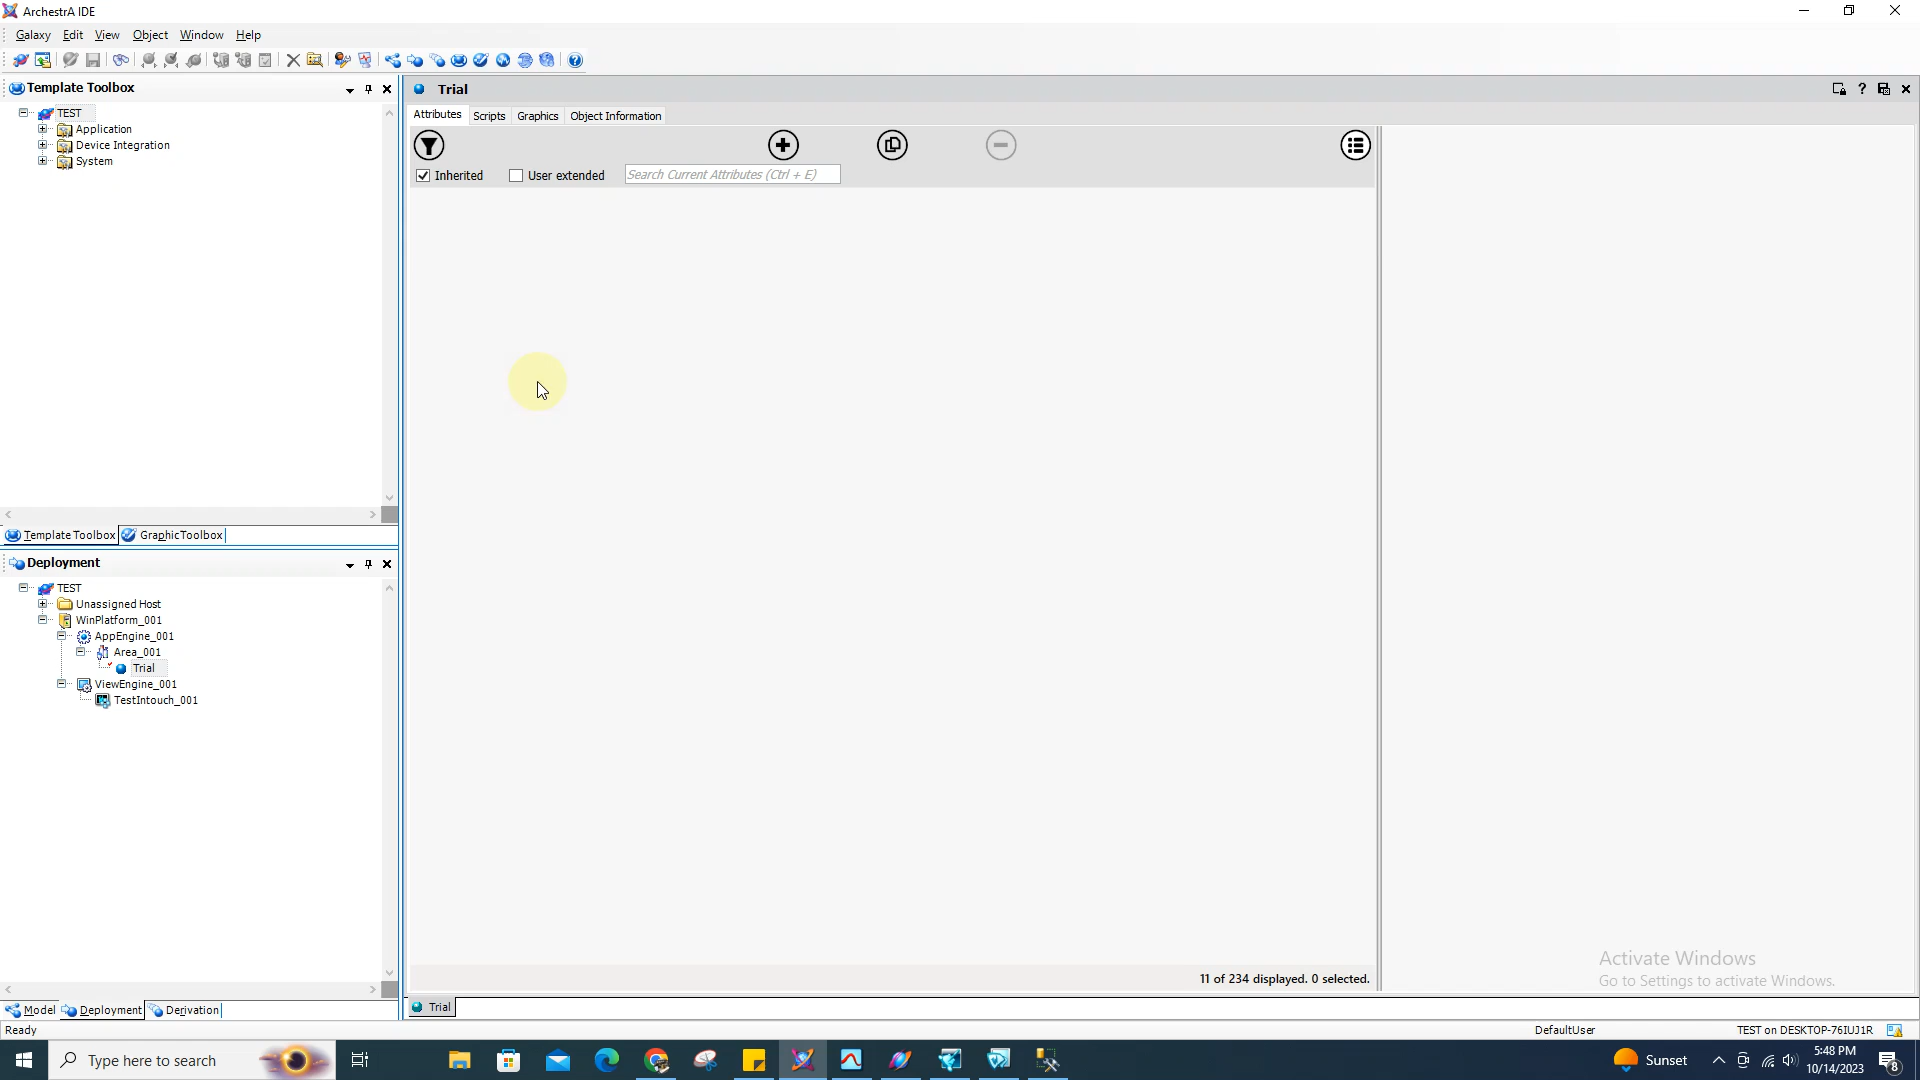 ArchestrA IDE
Galaxy Edit View Object Window Help
Template Toolbox
TEST
Application
Device Integration
System
Template Toolbox GraphicToolbox
Deployment
TEST
Unassigned Host
WinPlatform_001
AppEngine_001
Area_001
Trial
ViewEngine_001
TestIntouch_001
Model Deployment Derivation
Trial
Attributes Scripts Graphics Object Information
Inherited User extended Search Current Attributes (Ctrl + E)
11 of 234 displayed. 0 selected.
Activate Windows
Go to Settings to activate Windows.
Trial
Ready DefaultUser TEST on DESKTOP-76IUJ1R
Type here to search Sunset 5:48 PM
10/14/2023 8